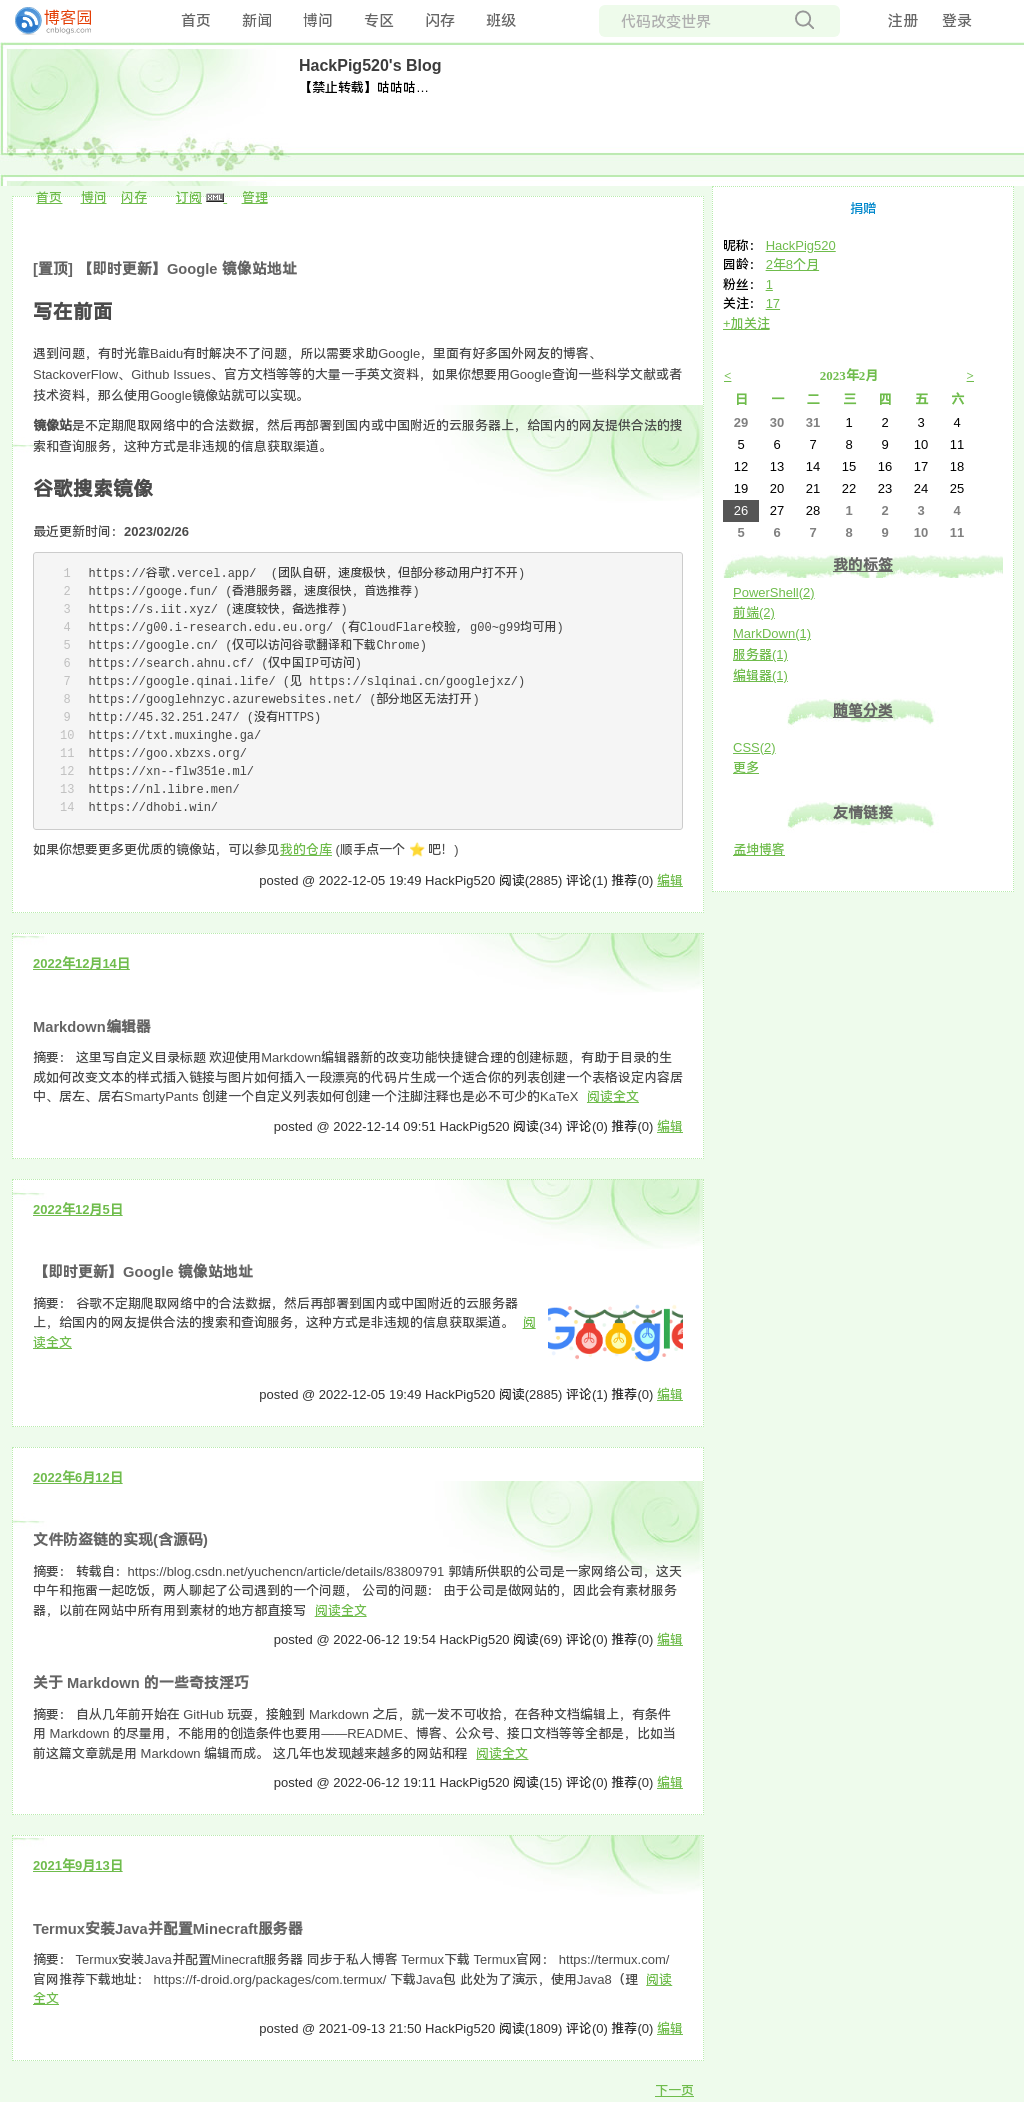 博客园
cnblogs.com
首页 新闻 博问 专区 闪存 班级 代码改变世界 注册 登录
HackPig520's Blog
【禁止转载】咕咕咕…
首页 博问 闪存 订阅 管理
[置顶] 【即时更新】Google 镜像站地址
写在前面
遇到问题，有时光靠Baidu有时解决不了问题，所以需要求助Google，里面有好多国外网友的博客、
StackoverFlow、Github Issues、官方文档等等的大量一手英文资料，如果你想要用Google查询一些科学文献或者
技术资料，那么使用Google镜像站就可以实现。
镜像站是不定期爬取网络中的合法数据，然后再部署到国内或中国附近的云服务器上，给国内的网友提供合法的搜
索和查询服务，这种方式是非违规的信息获取渠道。
谷歌搜索镜像
最近更新时间：2023/02/26
1 https://谷歌.vercel.app/ (团队自研，速度极快，但部分移动用户打不开)
2 https://googe.fun/ (香港服务器，速度很快，首选推荐)
3 https://s.iit.xyz/ (速度较快，备选推荐)
4 https://g00.i-research.edu.eu.org/ (有CloudFlare校验, g00~g99均可用)
5 https://google.cn/ (仅可以访问谷歌翻译和下载Chrome)
6 https://search.ahnu.cf/ (仅中国IP可访问)
7 https://google.qinai.life/ (见 https://slqinai.cn/googlejxz/)
8 https://googlehnzyc.azurewebsites.net/ (部分地区无法打开)
9 http://45.32.251.247/ (没有HTTPS)
10 https://txt.muxinghe.ga/
11 https://goo.xbzxs.org/
12 https://xn--flw351e.ml/
13 https://nl.libre.men/
14 https://dhobi.win/
如果你想要更多更优质的镜像站，可以参见我的仓库 (顺手点一个 ⭐ 吧！)
posted @ 2022-12-05 19:49 HackPig520 阅读(2885) 评论(1) 推荐(0) 编辑
2022年12月14日
Markdown编辑器
摘要： 这里写自定义目录标题 欢迎使用Markdown编辑器新的改变功能快捷键合理的创建标题，有助于目录的生
成如何改变文本的样式插入链接与图片如何插入一段漂亮的代码片生成一个适合你的列表创建一个表格设定内容居
中、居左、居右SmartyPants 创建一个自定义列表如何创建一个注脚注释也是必不可少的KaTeX 阅读全文
posted @ 2022-12-14 09:51 HackPig520 阅读(34) 评论(0) 推荐(0) 编辑
2022年12月5日
【即时更新】Google 镜像站地址
摘要： 谷歌不定期爬取网络中的合法数据，然后再部署到国内或中国附近的云服务器
上，给国内的网友提供合法的搜索和查询服务，这种方式是非违规的信息获取渠道。 阅
读全文
Google
posted @ 2022-12-05 19:49 HackPig520 阅读(2885) 评论(1) 推荐(0) 编辑
2022年6月12日
文件防盗链的实现(含源码)
摘要： 转载自：https://blog.csdn.net/yuchencn/article/details/83809791 郭靖所供职的公司是一家网络公司，这天
中午和拖雷一起吃饭，两人聊起了公司遇到的一个问题， 公司的问题： 由于公司是做网站的，因此会有素材服务
器，以前在网站中所有用到素材的地方都直接写 阅读全文
posted @ 2022-06-12 19:54 HackPig520 阅读(69) 评论(0) 推荐(0) 编辑
关于 Markdown 的一些奇技淫巧
摘要： 自从几年前开始在 GitHub 玩耍，接触到 Markdown 之后，就一发不可收拾，在各种文档编辑上，有条件
用 Markdown 的尽量用，不能用的创造条件也要用——README、博客、公众号、接口文档等等全都是，比如当
前这篇文章就是用 Markdown 编辑而成。 这几年也发现越来越多的网站和程 阅读全文
posted @ 2022-06-12 19:11 HackPig520 阅读(15) 评论(0) 推荐(0) 编辑
2021年9月13日
Termux安装Java并配置Minecraft服务器
摘要： Termux安装Java并配置Minecraft服务器 同步于私人博客 Termux下载 Termux官网： https://termux.com/
官网推荐下载地址： https://f-droid.org/packages/com.termux/ 下载Java包 此处为了演示，使用Java8（理 阅读
全文
posted @ 2021-09-13 21:50 HackPig520 阅读(1809) 评论(0) 推荐(0) 编辑
下一页
捐赠
昵称： HackPig520
园龄： 2年8个月
粉丝： 1
关注： 17
+加关注
< 2023年2月 >
日 一 二 三 四 五 六
29 30 31 1 2 3 4
5 6 7 8 9 10 11
12 13 14 15 16 17 18
19 20 21 22 23 24 25
26 27 28 1 2 3 4
5 6 7 8 9 10 11
我的标签
PowerShell(2)
前端(2)
MarkDown(1)
服务器(1)
编辑器(1)
随笔分类
CSS(2)
更多
友情链接
孟坤博客